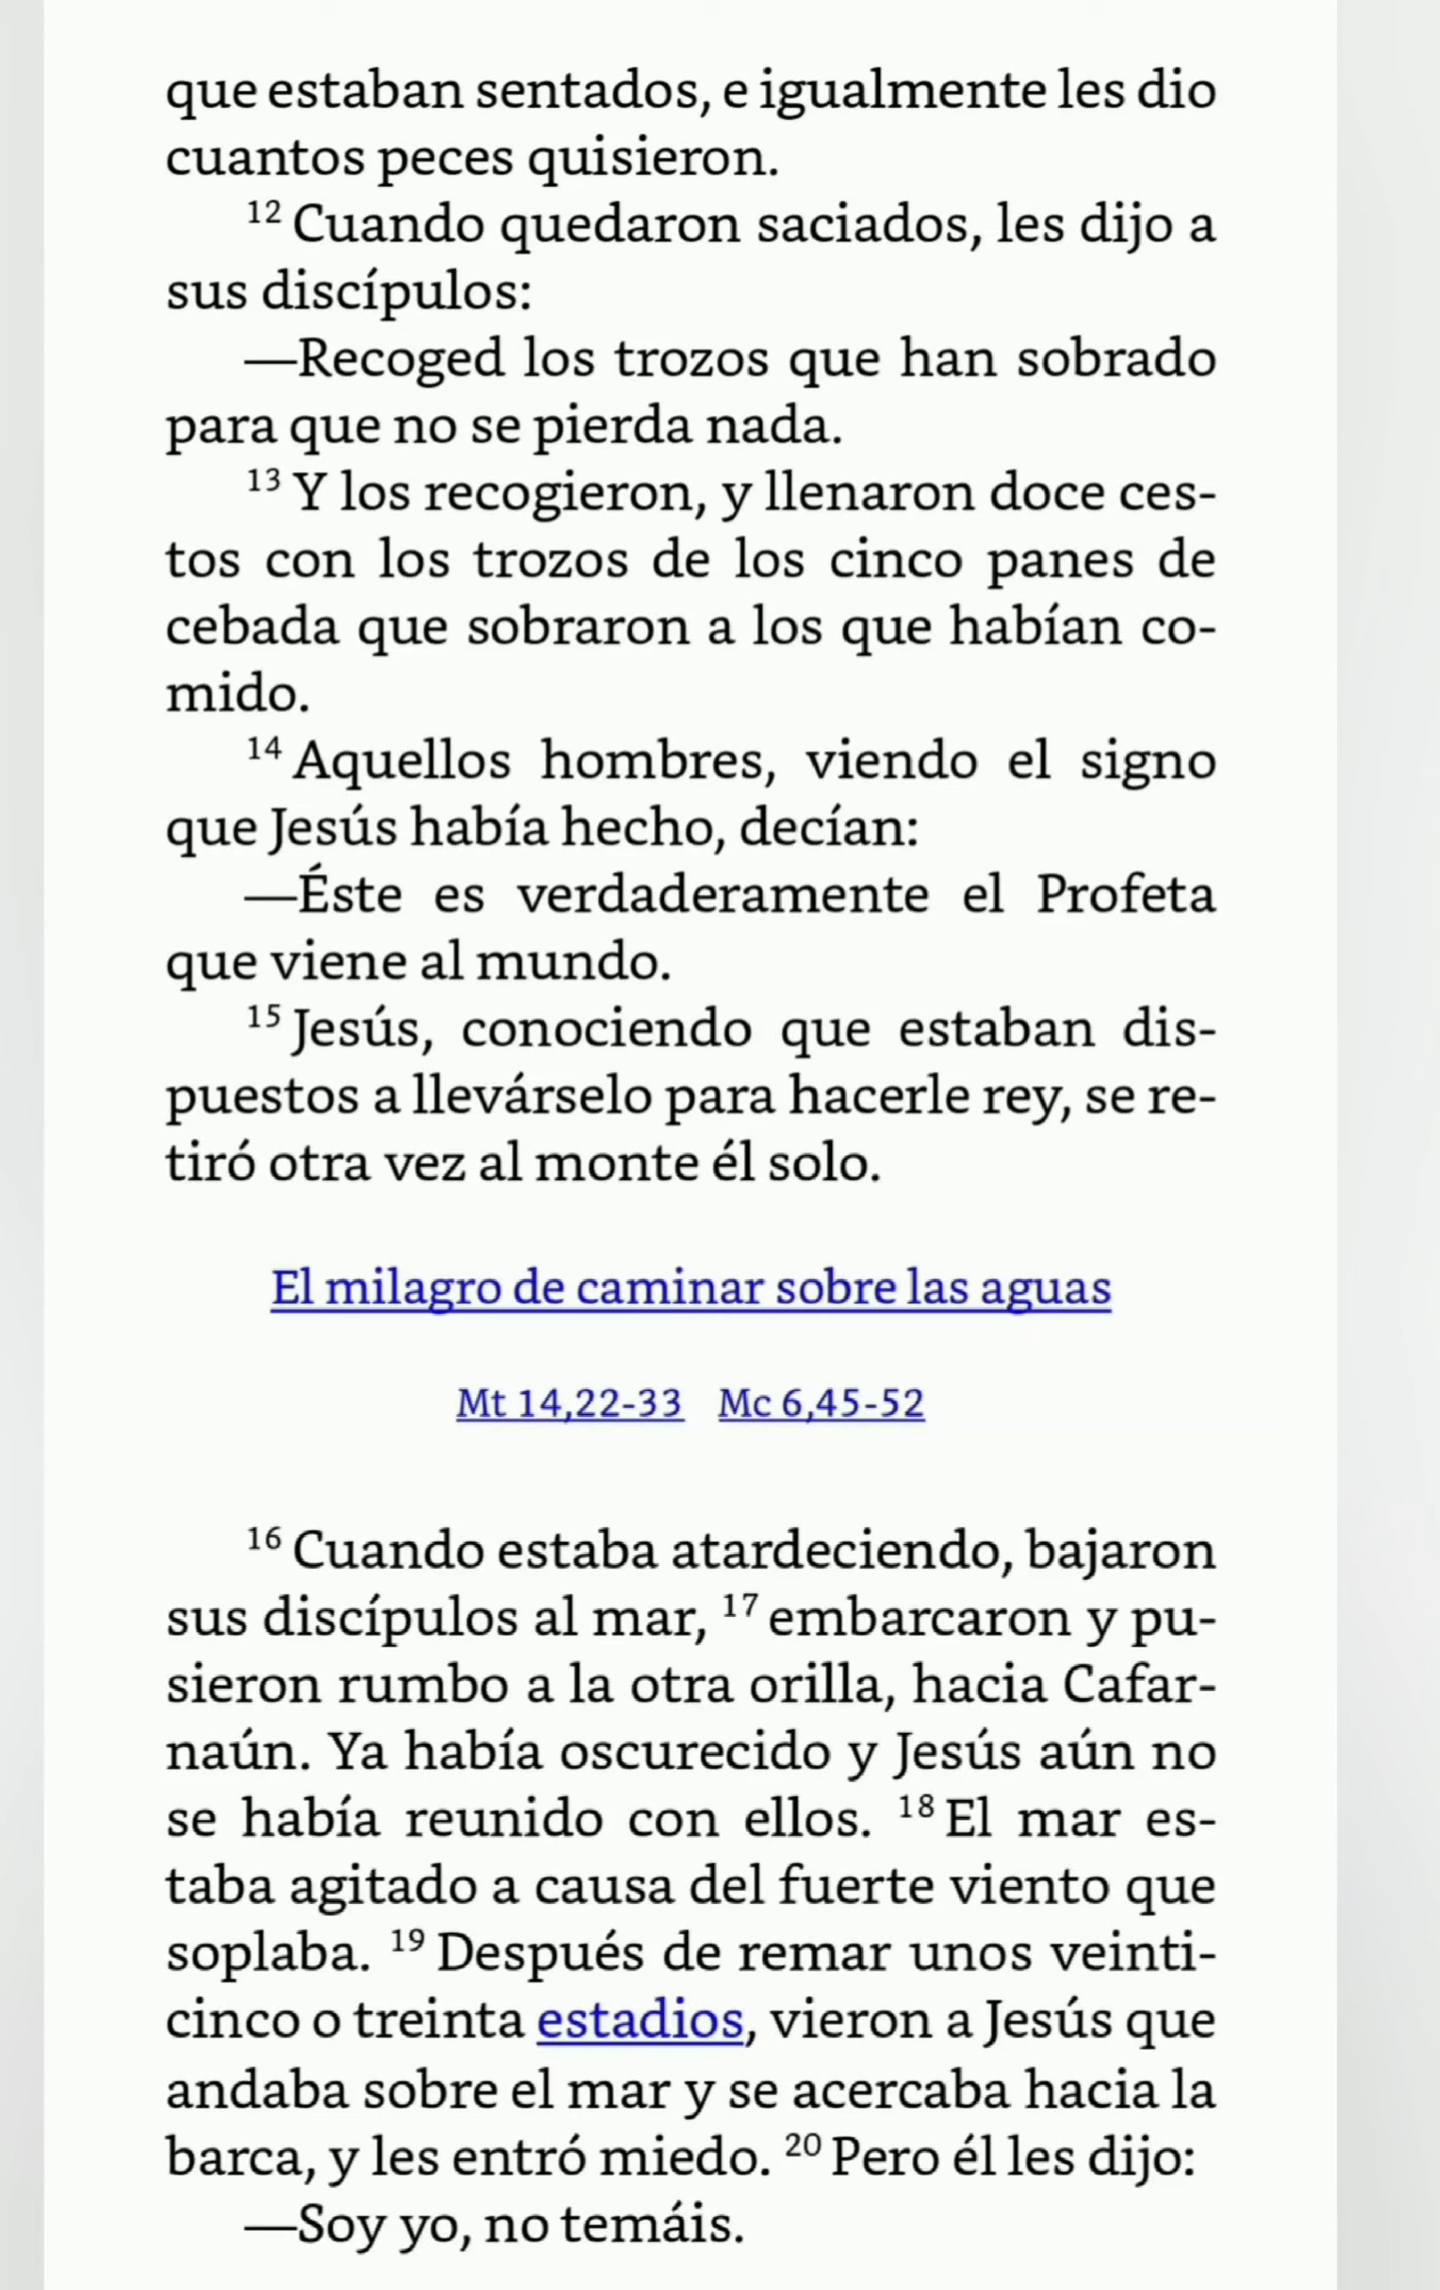 que estaban sentados, e igualmente les dio
cuantos peces quisieron.
12 Cuando quedaron saciados, les dijo a
sus discípulos:
—Recoged los trozos que han sobrado
para que no se pierda nada.
13 Y los recogieron, y llenaron doce ces-
tos con los trozos de los cinco panes de
cebada que sobraron a los que habían co-
mido.
14 Aquellos hombres, viendo el signo
que Jesús había hecho, decían:
—Éste es verdaderamente el Profeta
que viene al mundo.
15 Jesús, conociendo que estaban dis-
puestos a llevárselo para hacerle rey, se re-
tiró otra vez al monte él solo.
El milagro de caminar sobre las aguas
Mt 14,22-33 Mc 6,45-52
16 Cuando estaba atardeciendo, bajaron
sus discípulos al mar, 17 embarcaron y pu-
sieron rumbo a la otra orilla, hacia Cafar-
naún. Ya había oscurecido y Jesús aún no
se había reunido con ellos. 18 El mar es-
taba agitado a causa del fuerte viento que
soplaba. 19 Después de remar unos veinti-
cinco o treinta estadios, vieron a Jesús que
andaba sobre el mar y se acercaba hacia la
barca, y les entró miedo. 20 Pero él les dijo:
—Soy yo, no temáis.